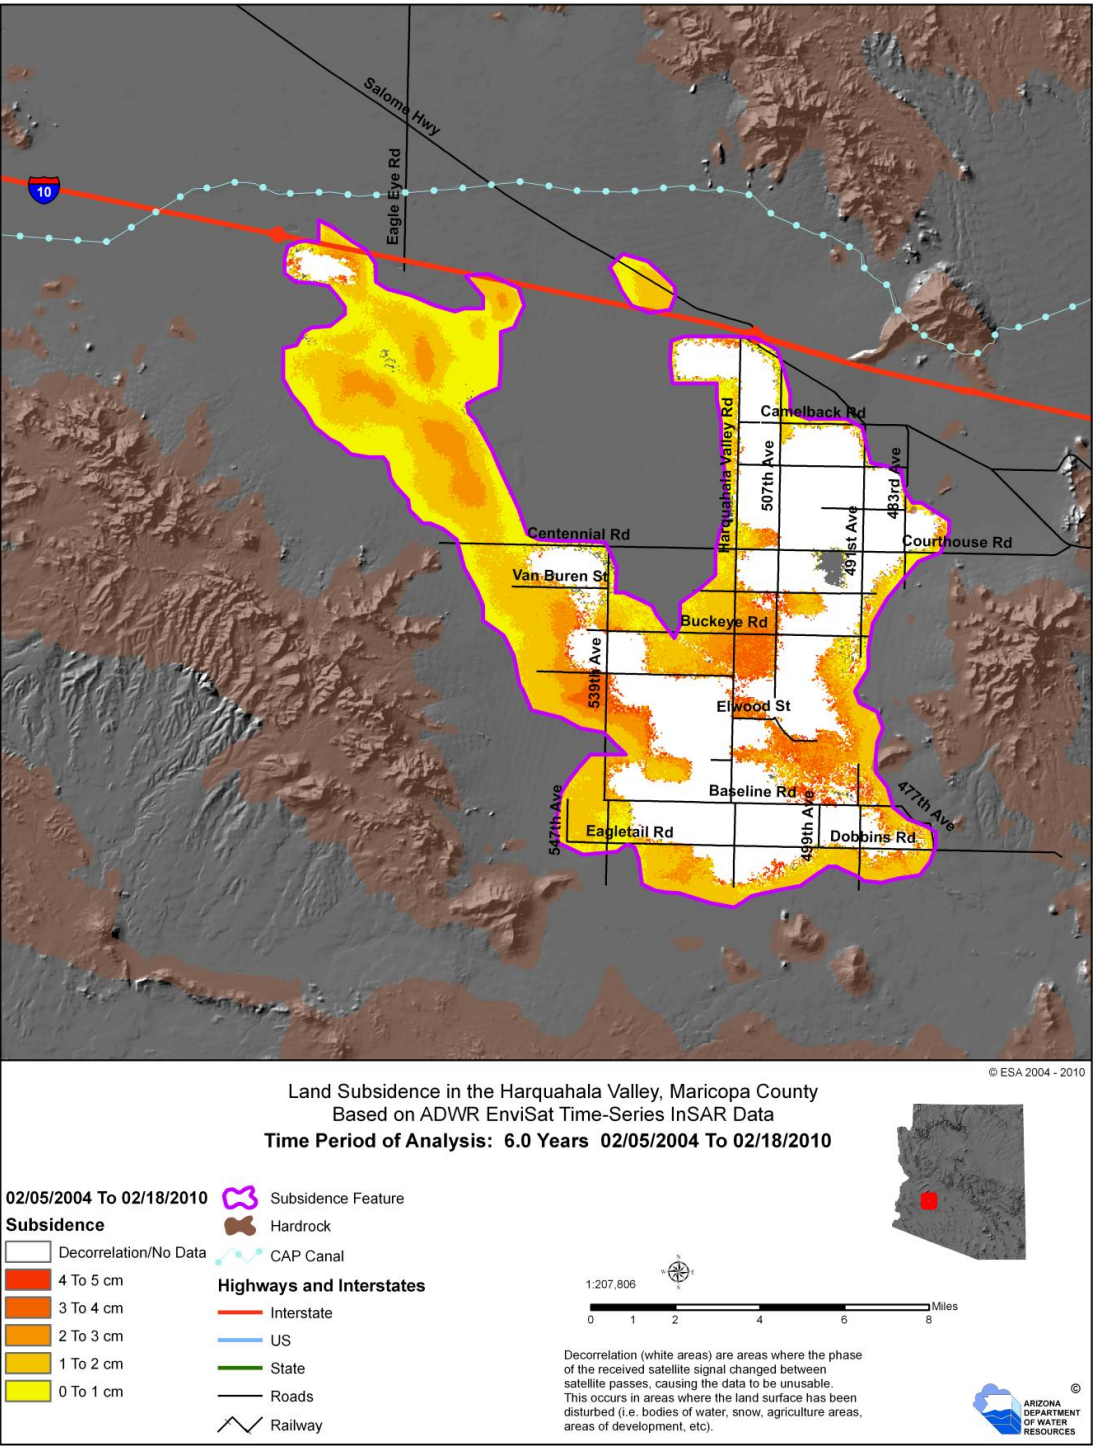 Salome Hwy
Eagle Eye Rd
10
Camelback Rd
Harquahala Valley Rd
507th Ave
483rd Ave
491st Ave
Courthouse Rd
Centennial Rd
Van Buren St
Buckeye Rd
539th Ave
Elwood St
Baseline Rd
477th Ave
547th Ave
Eagletail Rd
499th Ave
Dobbins Rd
© ESA 2004 - 2010
Land Subsidence in the Harquahala Valley, Maricopa County
Based on ADWR EnviSat Time-Series InSAR Data
Time Period of Analysis: 6.0 Years 02/05/2004 To 02/18/2010
02/05/2004 To 02/18/2010
Subsidence
Decorrelation/No Data
4 To 5 cm
3 To 4 cm
2 To 3 cm
1 To 2 cm
0 To 1 cm
Subsidence Feature
Hardrock
CAP Canal
Highways and Interstates
Interstate
US
State
Roads
Railway
N
W E
S
1:207,806
Miles
0 1 2 4 6 8
Decorrelation (white areas) are areas where the phase
of the received satellite signal changed between
satellite passes, causing the data to be unusable.
This occurs in areas where the land surface has been
disturbed (i.e. bodies of water, snow, agriculture areas,
areas of development, etc).
©
ARIZONA
DEPARTMENT
OF WATER
RESOURCES